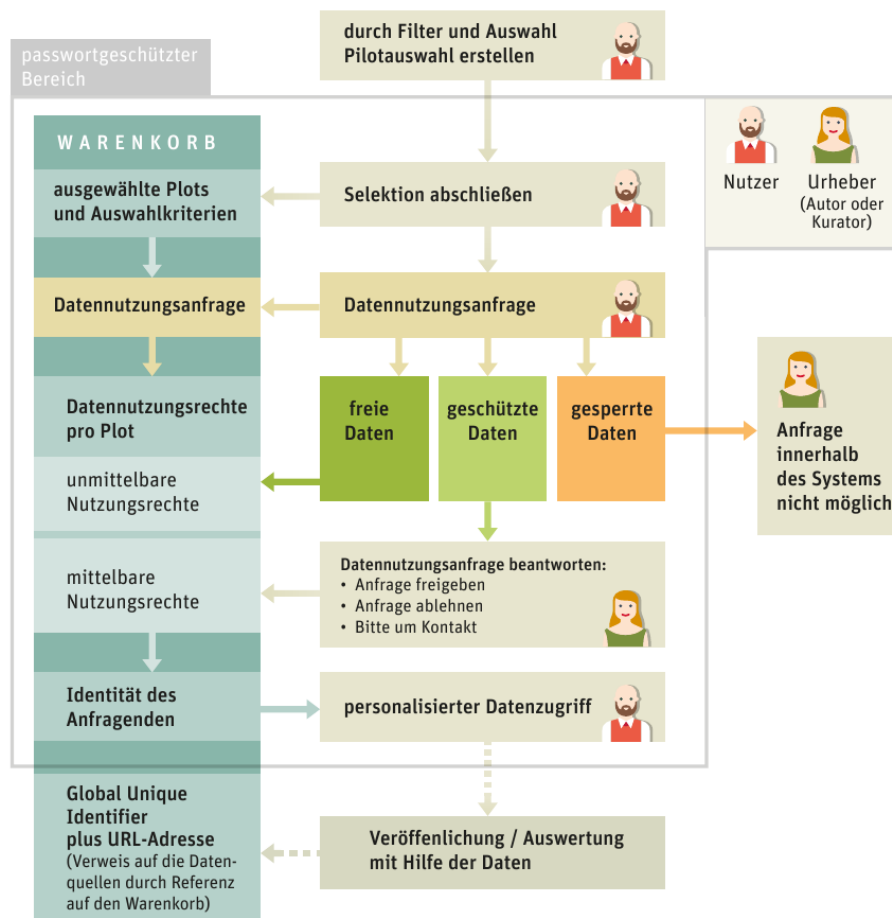 durch Filter und Auswahl
Pilotauswahl erstellen
passwortgeschützter
Bereich
Nutzer
Urheber
(Autor oder
Kurator)
WARENKORB
ausgewählte Plots
und Auswahlkriterien
Selektion abschließen
Datennutzungsanfrage
Datennutzungsanfrage
Datennutzungsrechte
pro Plot
freie
Daten
geschützte
Daten
gesperrte
Daten
Anfrage
innerhalb
des Systems
nicht möglich
unmittelbare
Nutzungsrechte
mittelbare
Nutzungsrechte
Datennutzungsanfrage beantworten:
• Anfrage freigeben
• Anfrage ablehnen
• Bitte um Kontakt
Identität des
Anfragenden
personalisierter Datenzugriff
Global Unique
Identifier
plus URL-Adresse
(Verweis auf die Daten-
quellen durch Referenz
auf den Warenkorb)
Veröffenlichung / Auswertung
mit Hilfe der Daten